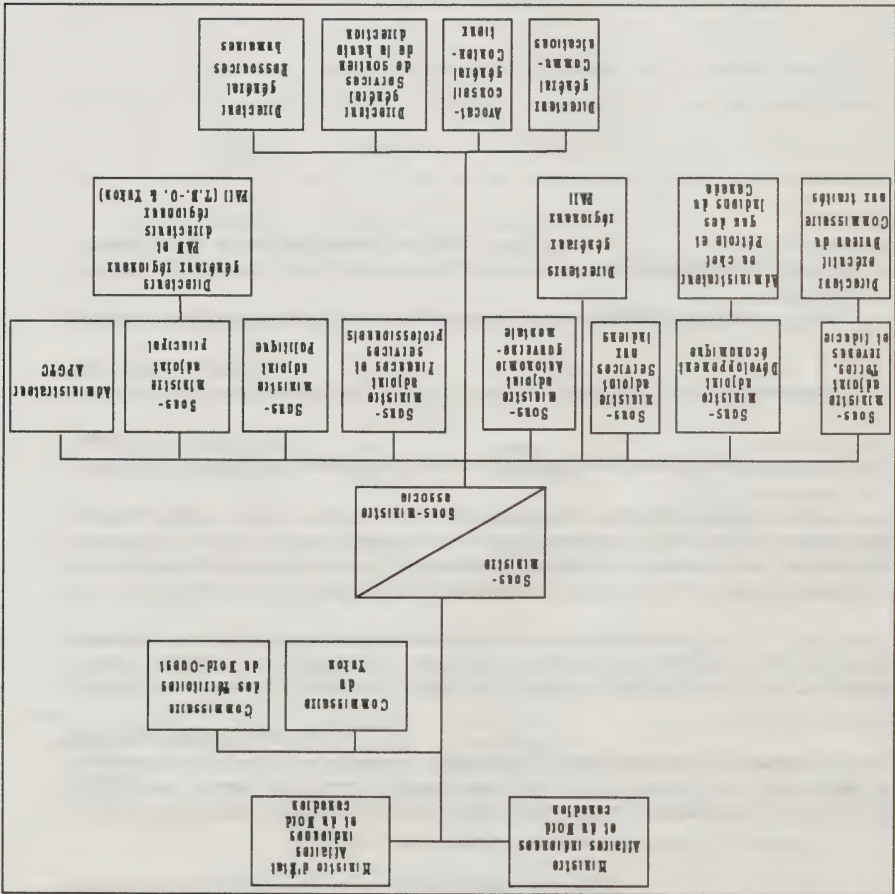 Ministre
Affaires indiennes
et du Nord
canadien
Ministre d'État
Affaires
indiennes
et du Nord
canadien
Commissaire
du
Yukon
Commissaire
des Territoires
du Nord-Ouest
Sous-
ministre
Sous-ministre
associé
Sous-
ministre
adjoint
Terres,
revenus
et fiducie
Sous-
ministre
adjoint
Développement
économique
Sous-
ministre
adjoint
Services
aux
Indiens
Sous-
ministre
adjoint
Autonomie
gouverne-
mentale
Sous-
ministre
adjoint
Finances et
services
professionnels
Sous-
ministre
adjoint
Politique
Sous-
ministre
adjoint
principal
Administrateur
APGTC
Directeur
exécutif
Bureau du
Commissaire
aux traités
Administrateur
en chef
Pétrole et
gaz des
Indiens du
Canada
Directeurs
généraux
régionaux
PAII
Directeurs
généraux régionaux
PAN et
directeurs
régionaux
PAII (T.N.-O. & Yukon)
Directeur
général
Commu-
nications
Avocat-
conseil
général
Conten-
tieux
Directeur
général
Services
de soutien
de la haute
direction
Directeur
général
Ressources
humaines